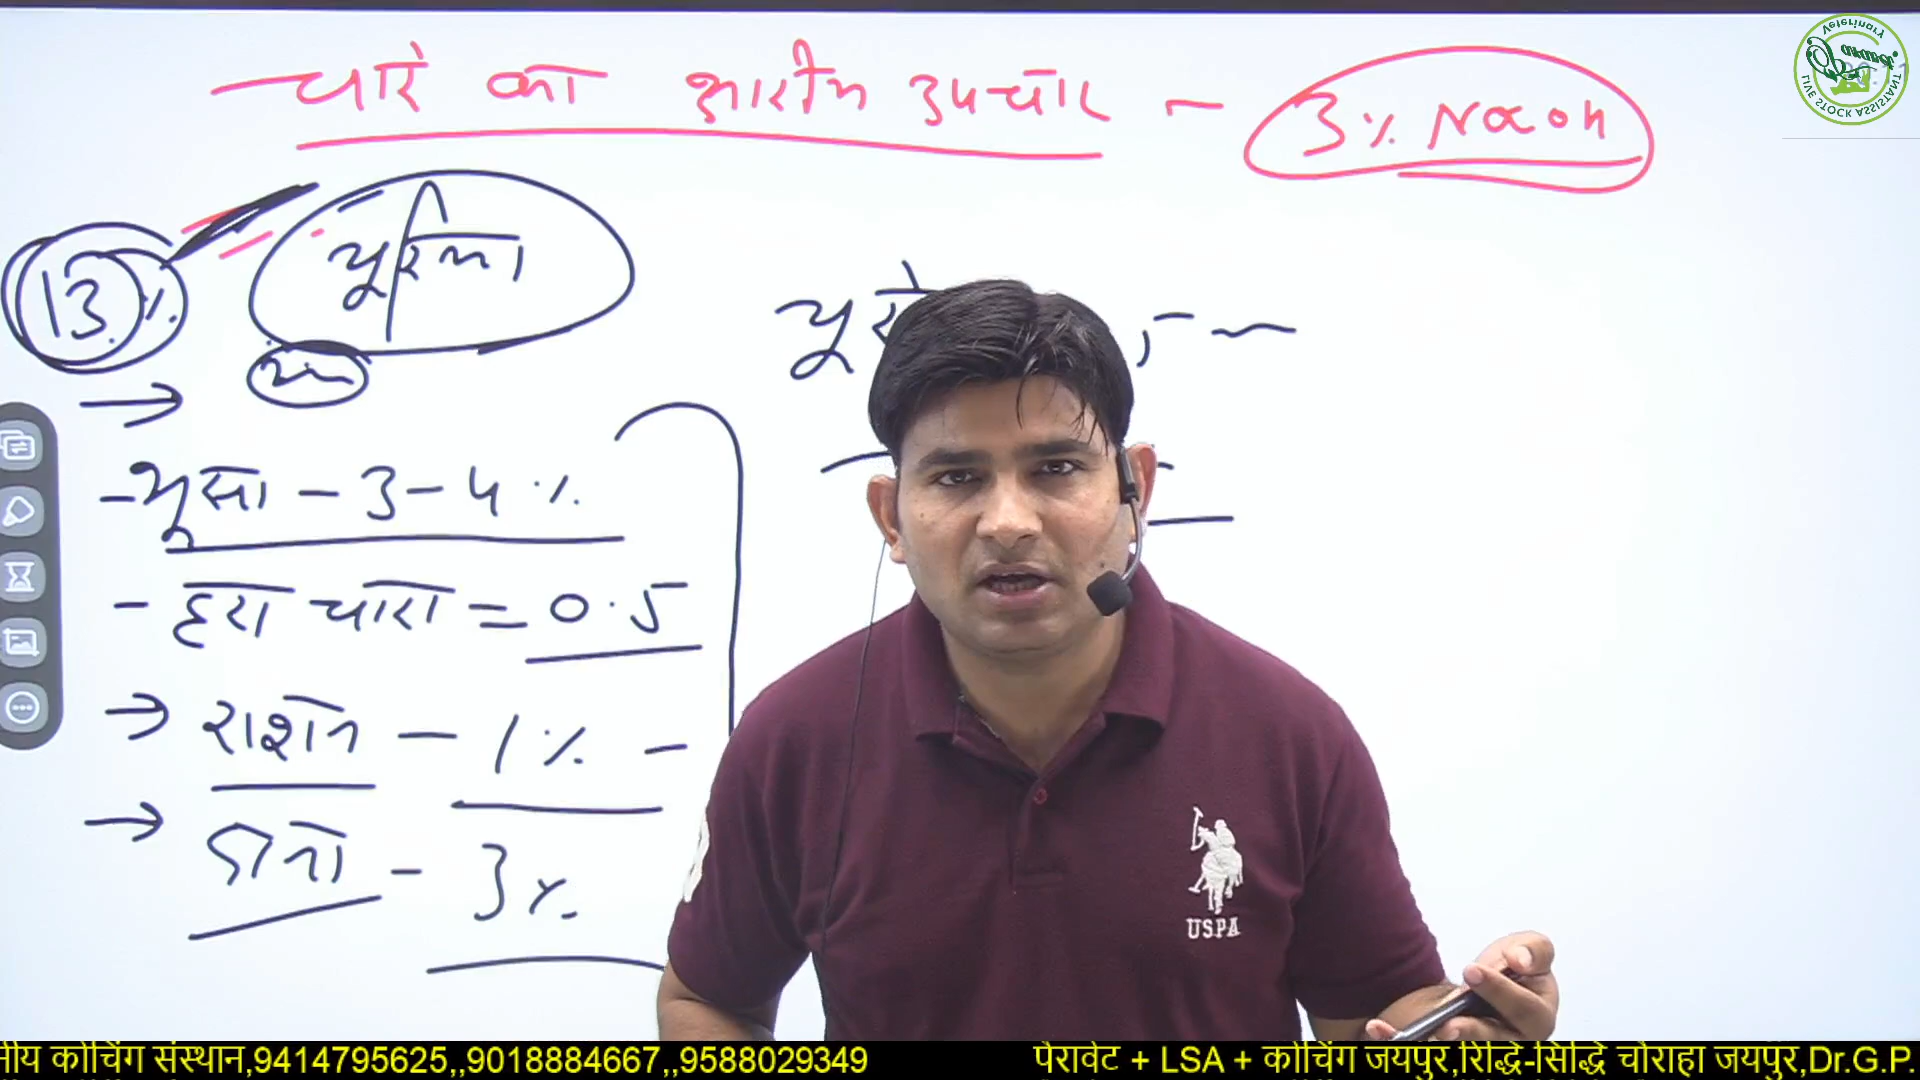 चारे का क्षारीय उपचार - 3% NaOH
13%
यूरिया
भूसा - 3-4%
- हरा चारा = 0.5
→ राशन - 1% -
→ दाना - 3%
USPA
Veterinary
LIVE STOCK ASSISTANT
कोचिंग संस्थान,9414795625,,9018884667,,9588029349
पैरावेट + LSA + कोचिंग जयपुर,रिद्धि-सिद्धि चौराहा जयपुर,Dr.G.P.